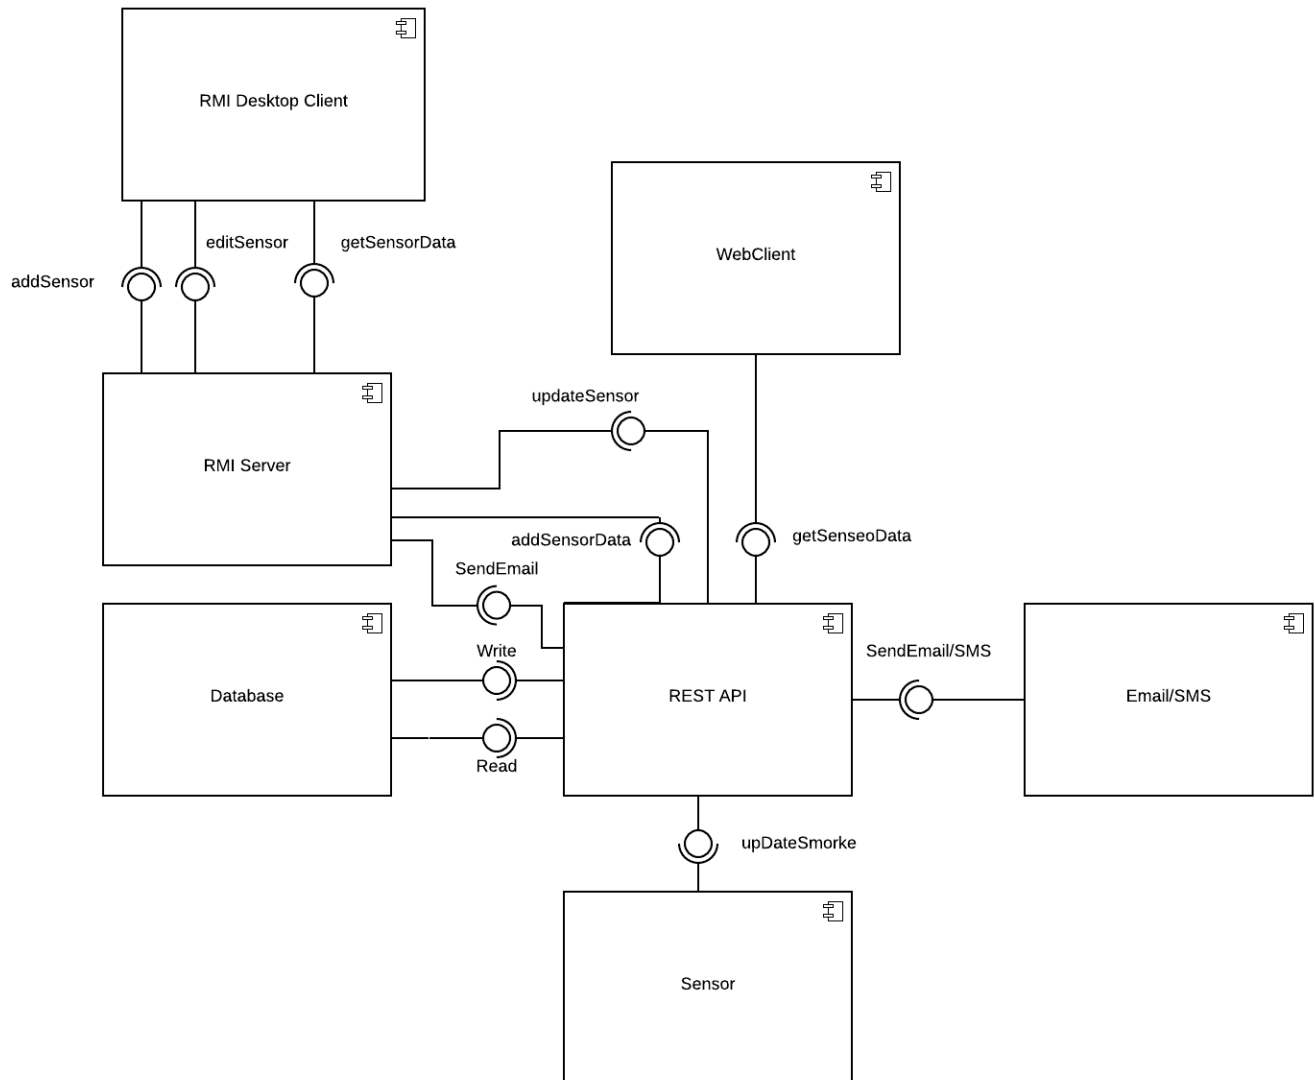 RMI Desktop Client
editSensor
getSensorData
addSensor
WebClient
updateSensor
RMI Server
addSensorData
getSenseoData
SendEmail
Write
SendEmail/SMS
Database
REST API
Email/SMS
Read
upDateSmorke
Sensor